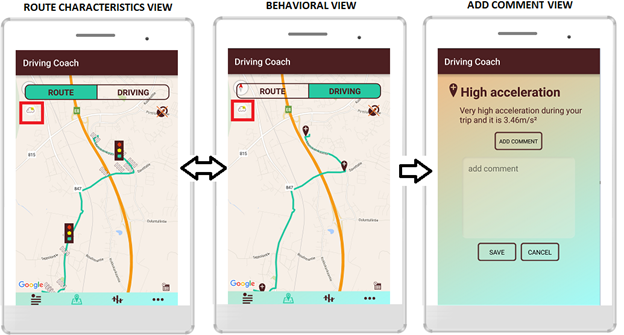 ROUTE CHARACTERISTICS VIEW
BEHAVIORAL VIEW
ADD COMMENT VIEW
Driving Coach
ROUTE
DRIVING
815
847
Google
Driving Coach
ROUTE
DRIVING
815
847
Google
Driving Coach
High acceleration
Very high acceleration during your
trip and it is 3.46m/s²
ADD COMMENT
add comment
SAVE
CANCEL